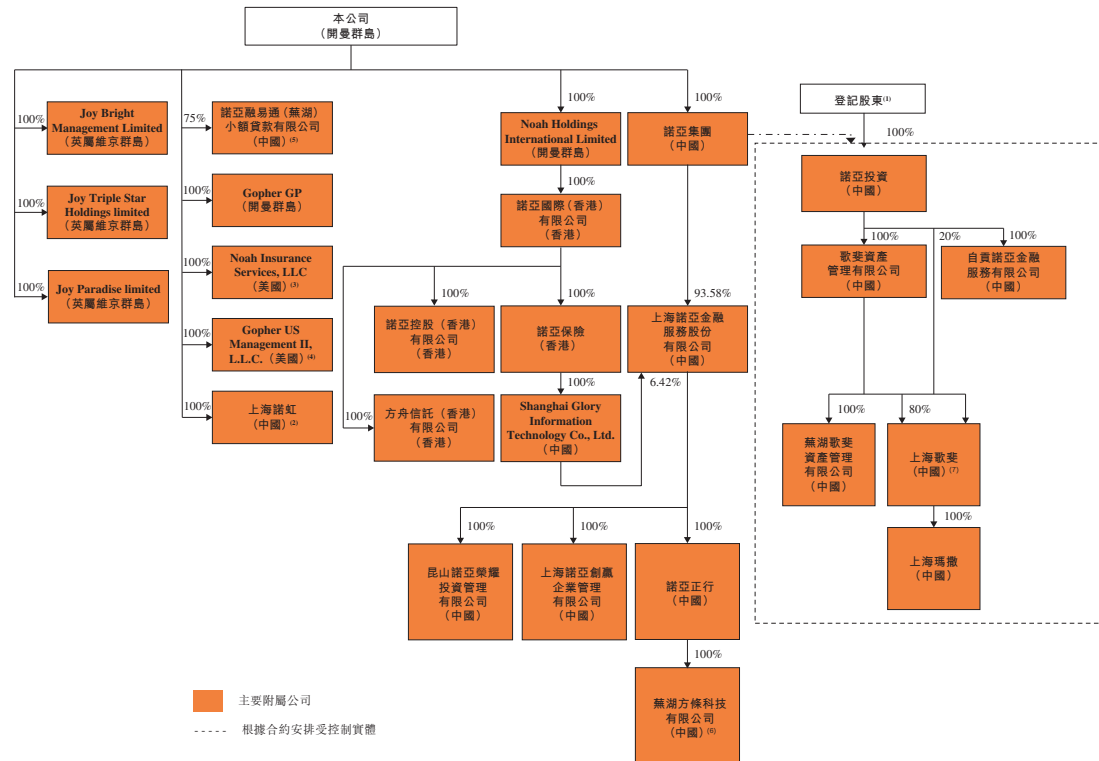 本公司
（開曼群島）
100%
Joy Bright
Management Limited
（英屬維京群島）
100%
Joy Triple Star
Holdings limited
（英屬維京群島）
100%
Joy Paradise limited
（英屬維京群島）
75%
諾亞融易通（蕪湖）
小額貸款有限公司
（中國）(5)
100%
Gopher GP
（開曼群島）
100%
Noah Insurance
Services, LLC
（美國）(3)
100%
Gopher US
Management II,
L.L.C.（美國）(4)
100%
上海諾虹
（中國）(2)
100%
Noah Holdings
International Limited
（開曼群島）
100%
諾亞國際（香港）
有限公司
（香港）
100%
諾亞控股（香港）
有限公司
（香港）
100%
諾亞保險
（香港）
100%
方舟信託（香港）
有限公司
（香港）
100%
Shanghai Glory
Information
Technology Co., Ltd.
（中國）
100%
諾亞集團
（中國）
93.58%
上海諾亞金融
服務股份
有限公司
（中國）
6.42%
100%
昆山諾亞榮耀
投資管理
有限公司
（中國）
100%
上海諾亞創贏
企業管理
有限公司
（中國）
100%
諾亞正行
（中國）
100%
蕪湖方條科技
有限公司
（中國）(6)
登記股東(1)
100%
諾亞投資
（中國）
100%
歌斐資產
管理有限公司
（中國）
20%
100%
自貢諾亞金融
服務有限公司
（中國）
100%
蕪湖歌斐
資產管理
有限公司
（中國）
80%
上海歌斐
（中國）(7)
100%
上海瑪撒
（中國）
主要附屬公司
根據合約安排受控制實體